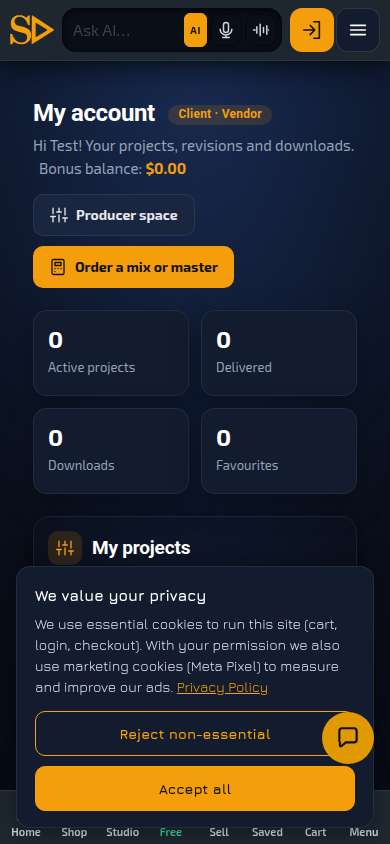 SD
Ask AI...
AI
My account
Client · Vendor
Hi Test! Your projects, revisions and downloads.
Bonus balance: $0.00
Producer space
Order a mix or master
0
Active projects
0
Delivered
0
Downloads
0
Favourites
My projects
We value your privacy
We use essential cookies to run this site (cart,
login, checkout). With your permission we also
use marketing cookies (Meta Pixel) to measure
and improve our ads. Privacy Policy
Reject non-essential
Accept all
Home
Shop
Studio
Free
Sell
Saved
Cart
Menu